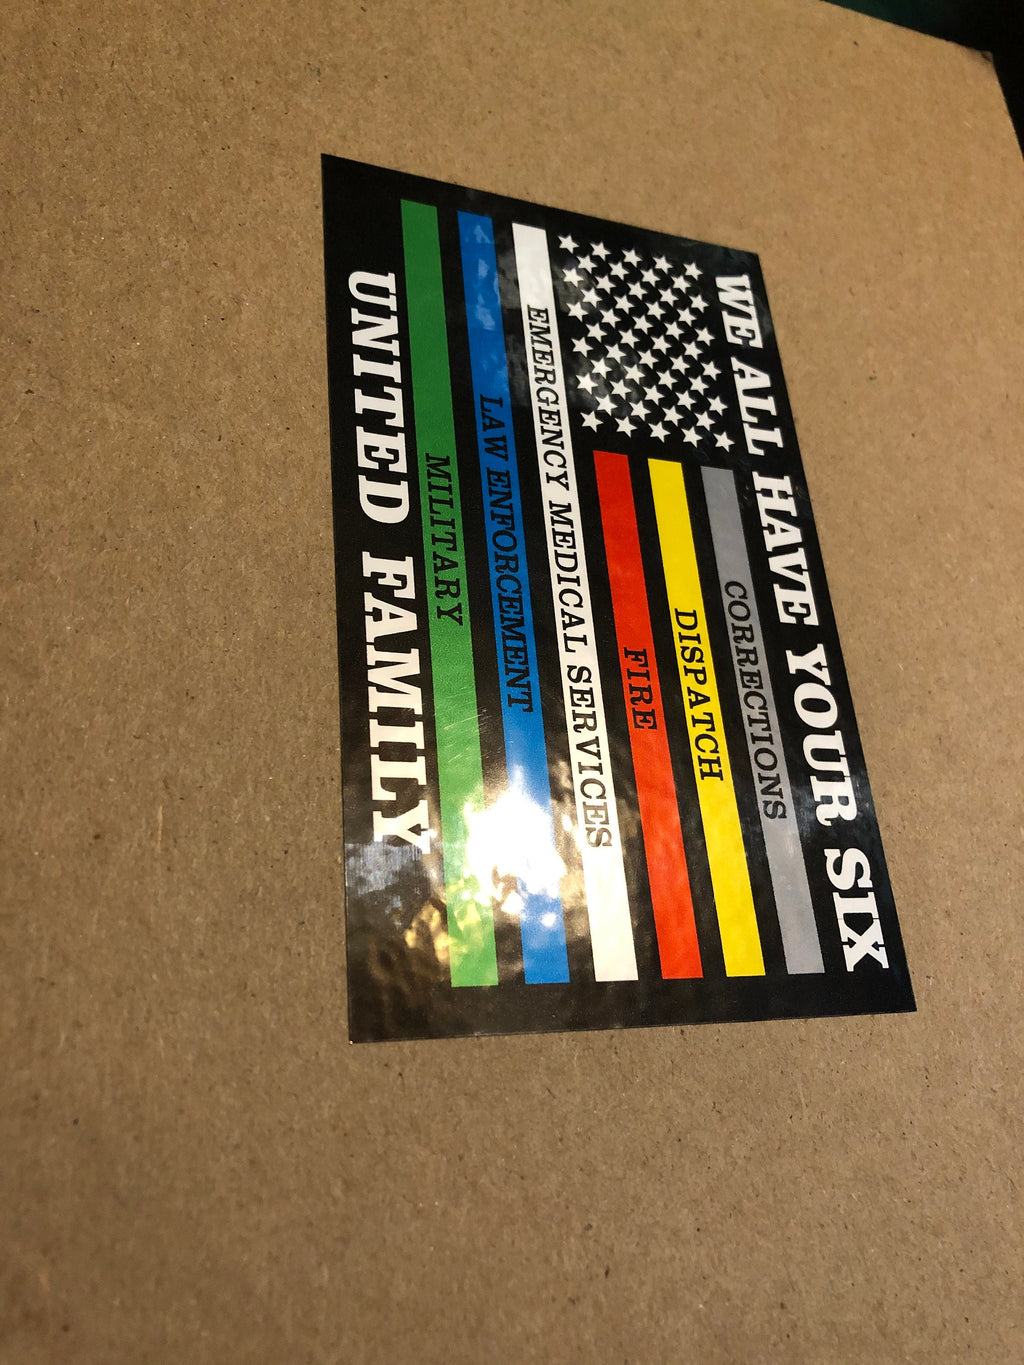 WE ALL HAVE YOUR SIX
CORRECTIONS
DISPATCH
FIRE
EMERGENCY MEDICAL SERVICES
LAW ENFORCEMENT
MILITARY
UNITED FAMILY